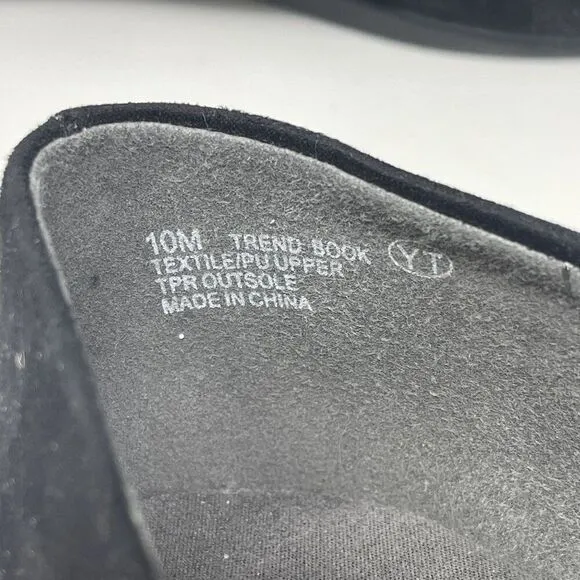 10M TREND BOOK YT
TEXTILE/PU UPPER
TPR OUTSOLE
MADE IN CHINA